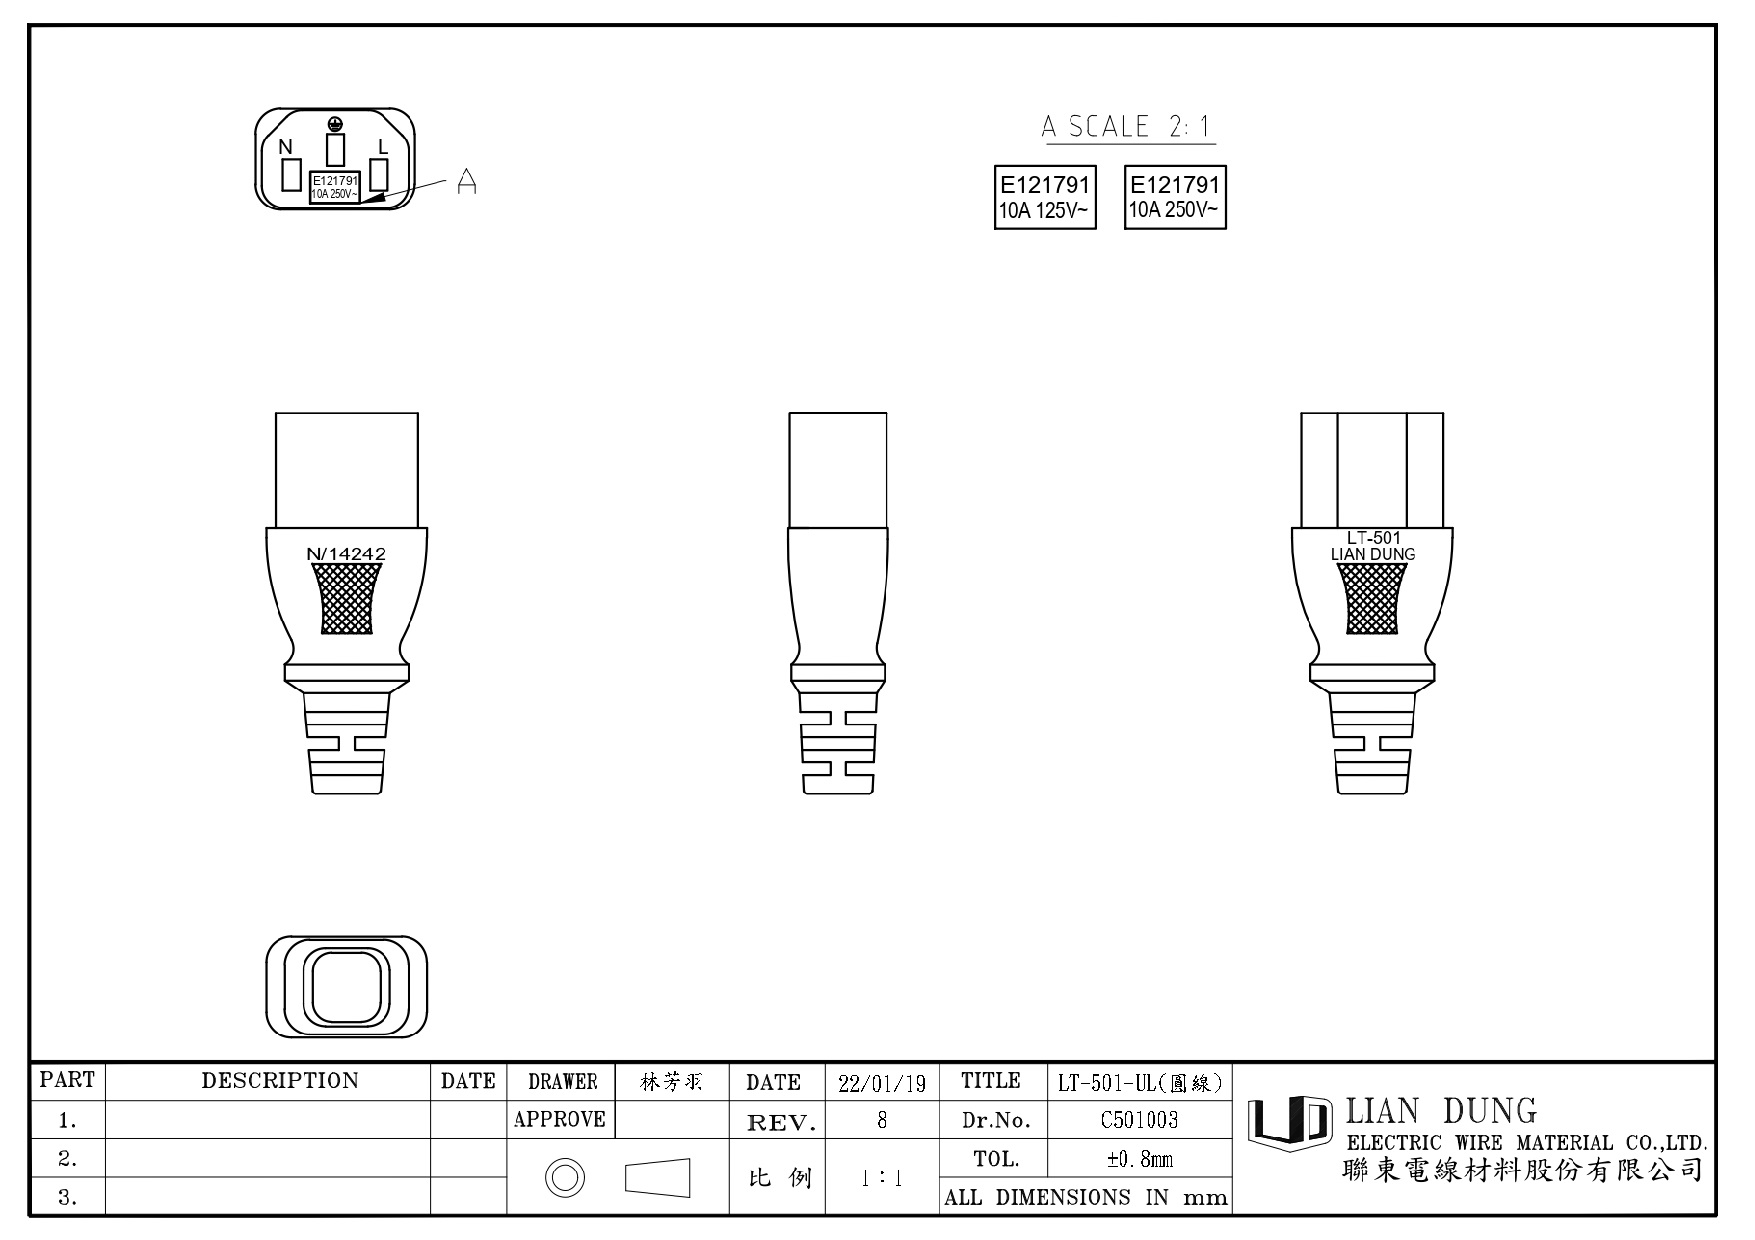 N
L
E121791
10A 250V~
A
A SCALE 2:1
E121791
10A 125V~
E121791
10A 250V~
N/14242
LT-501
LIAN DUNG
PART
DESCRIPTION
DATE
1.
2.
3.
DRAWER
林芳羽
APPROVE
DATE
22/01/19
REV.
8
比 例
1:1
TITLE
LT-501-UL(圓線)
Dr.No.
C501003
TOL.
±0.8mm
ALL DIMENSIONS IN mm
LIAN DUNG
ELECTRIC WIRE MATERIAL CO.,LTD.
聯東電線材料股份有限公司